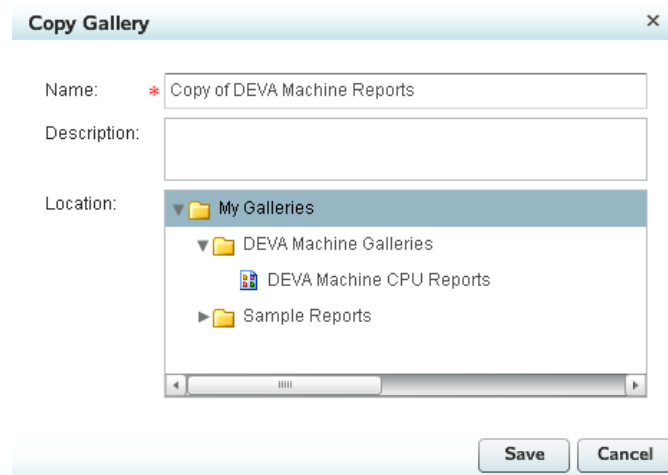 Copy Gallery
Name: * Copy of DEVA Machine Reports
Description:
Location:
My Galleries
DEVA Machine Galleries
DEVA Machine CPU Reports
Sample Reports
Save Cancel